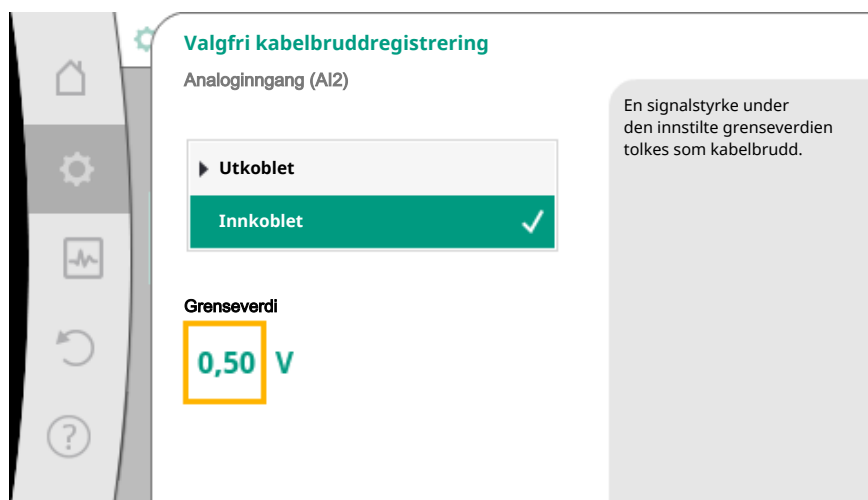 Valgfri kabelbruddregistrering
Analoginngang (AI2)
Utkoblet
Innkoblet
Grenseverdi
0,50 V
En signalstyrke under
den innstilte grenseverdien
tolkes som kabelbrudd.
?